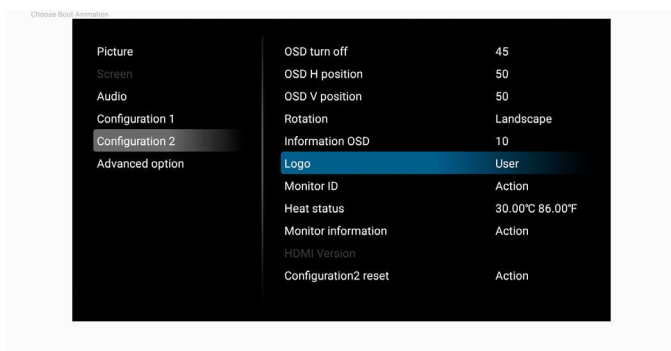 Choose Boot Animation
Picture
Screen
Audio
Configuration 1
Configuration 2
Advanced option
OSD turn off 45
OSD H position 50
OSD V position 50
Rotation Landscape
Information OSD 10
Logo User
Monitor ID Action
Heat status 30.00℃ 86.00℉
Monitor information Action
HDMI Version
Configuration2 reset Action